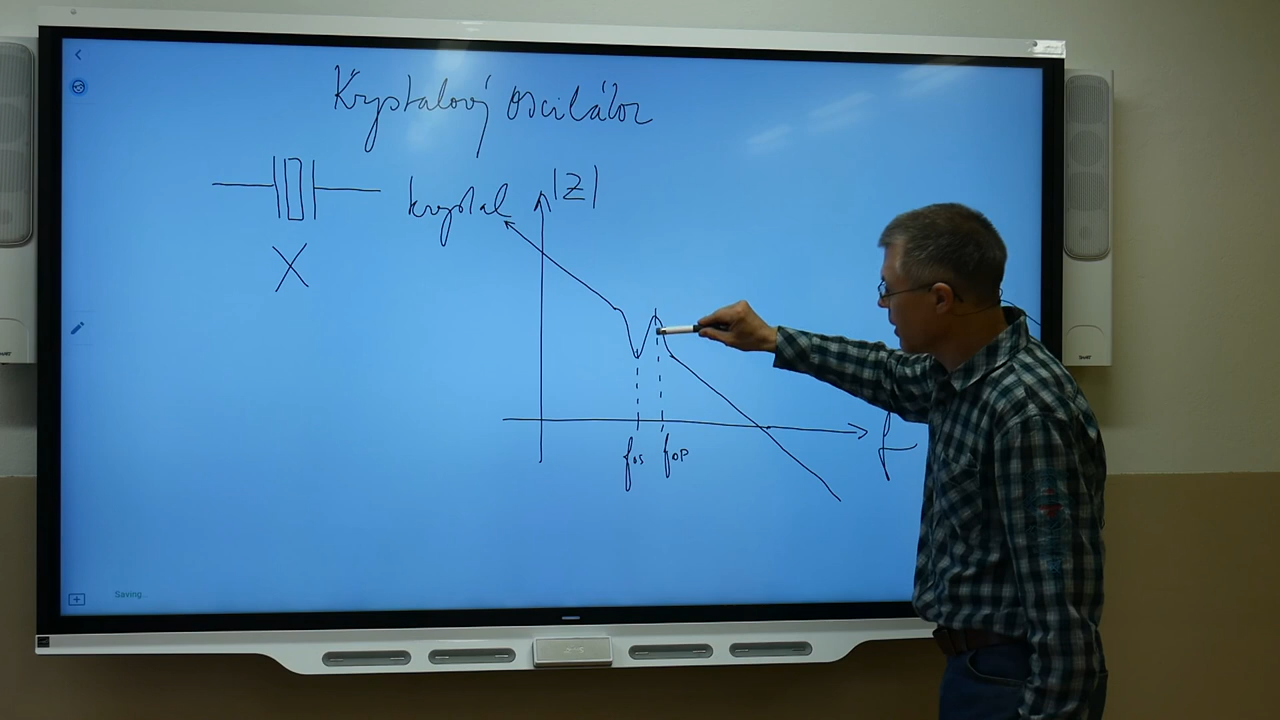 Krystalový oscilátor
krystal
|Z|
X
f
fos fop
Saving...